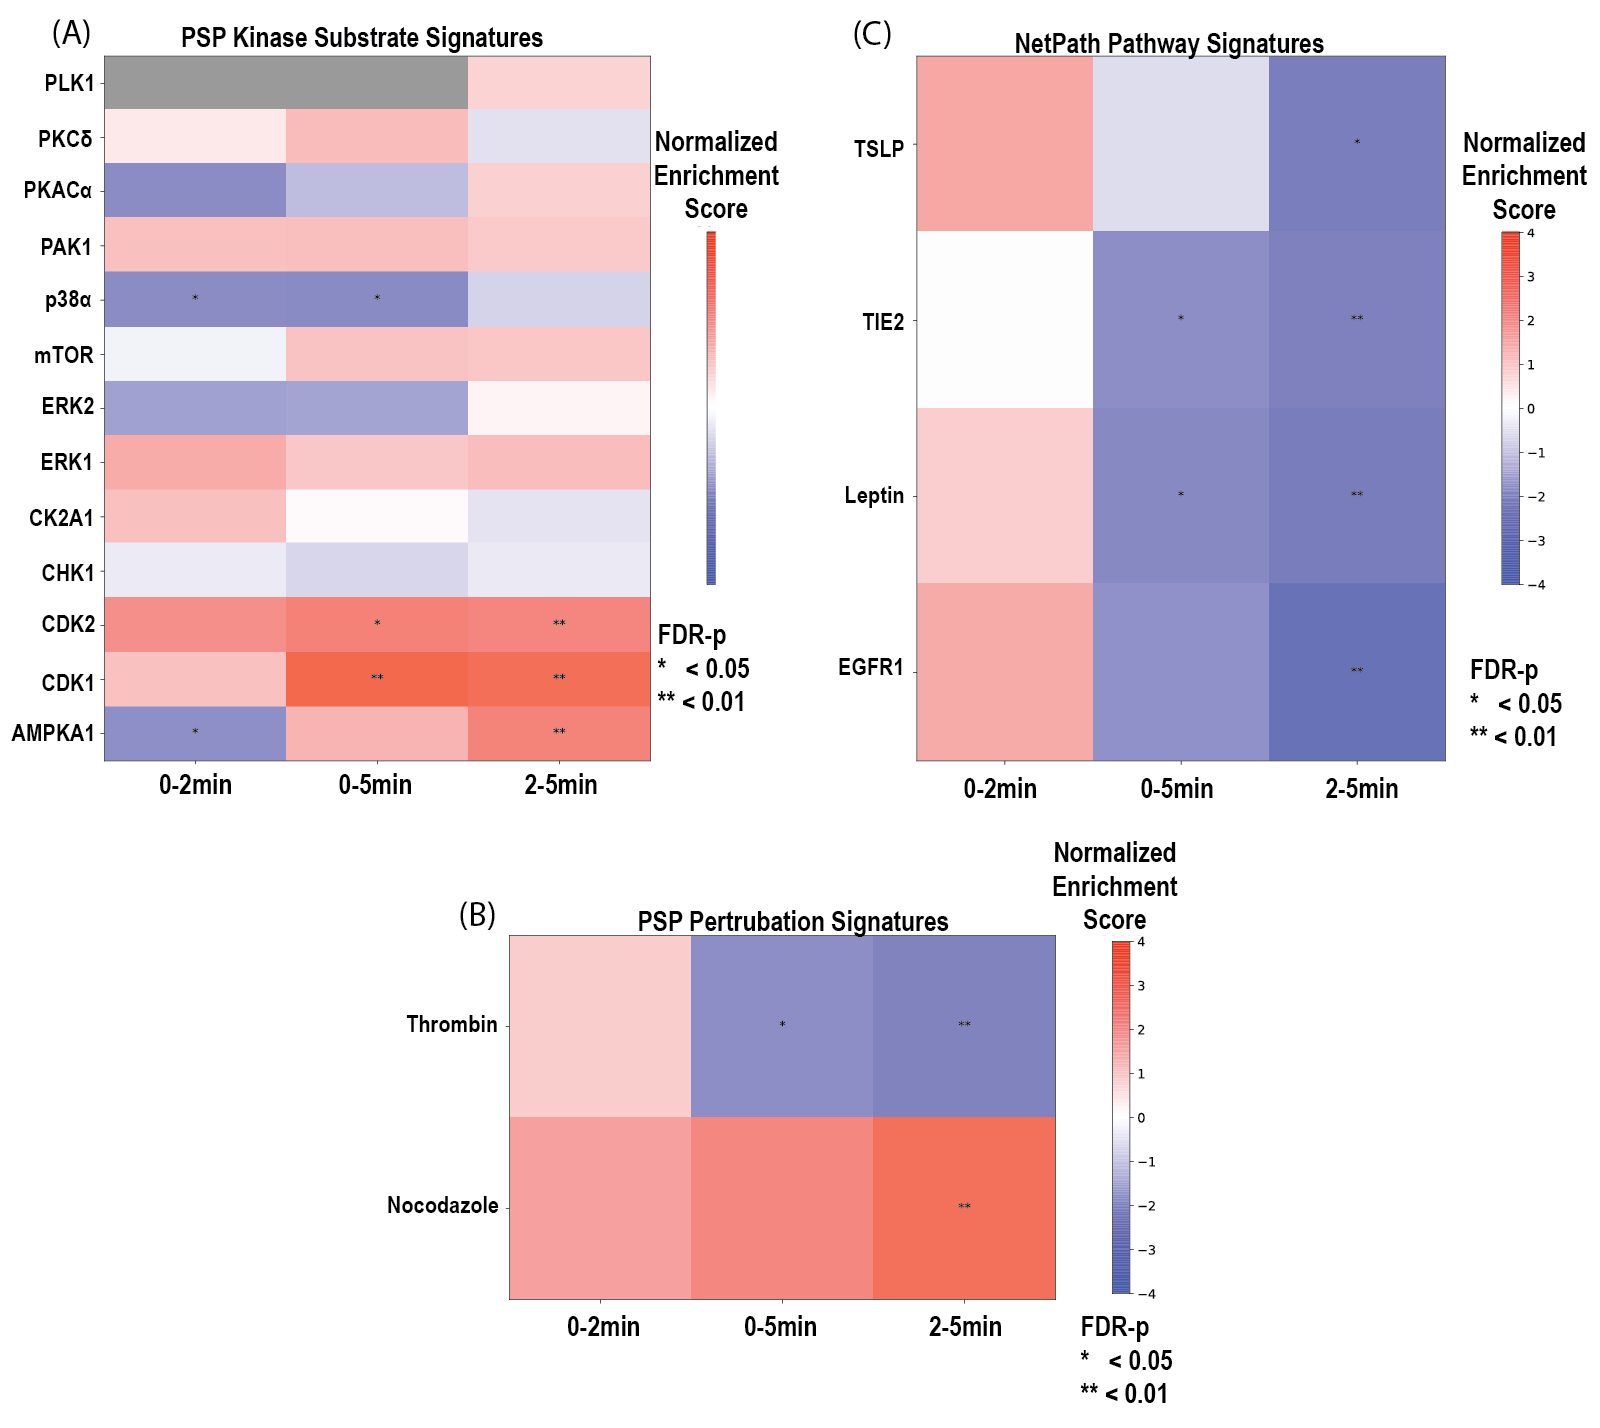 (A)
PSP Kinase Substrate Signatures
PLK1
PKCδ
PKACα
PAK1
p38α
*
*
mTOR
ERK2
ERK1
CK2A1
CHK1
CDK2
*
**
CDK1
**
**
AMPKA1
*
**
0-2min
0-5min
2-5min
Normalized
Enrichment
Score
FDR-p
* < 0.05
** < 0.01
(C)
NetPath Pathway Signatures
TSLP
*
TIE2
*
**
Leptin
*
**
EGFR1
**
0-2min
0-5min
2-5min
Normalized
Enrichment
Score
4
3
2
1
0
−1
−2
−3
−4
FDR-p
* < 0.05
** < 0.01
(B)
PSP Pertrubation Signatures
Thrombin
*
**
Nocodazole
**
0-2min
0-5min
2-5min
Normalized
Enrichment
Score
4
3
2
1
0
−1
−2
−3
−4
FDR-p
* < 0.05
** < 0.01